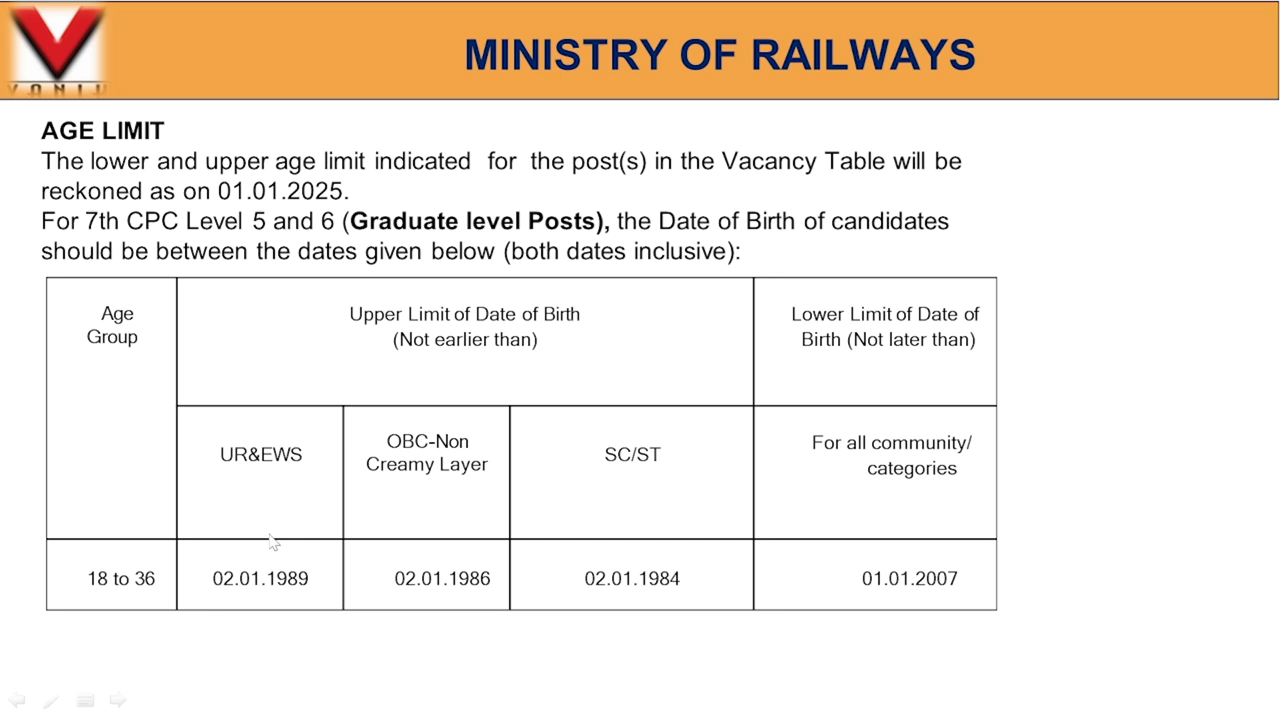 VANIJ
MINISTRY OF RAILWAYS
AGE LIMIT
The lower and upper age limit indicated for the post(s) in the Vacancy Table will be
reckoned as on 01.01.2025.
For 7th CPC Level 5 and 6 (Graduate level Posts), the Date of Birth of candidates
should be between the dates given below (both dates inclusive):
Age
Group
Upper Limit of Date of Birth
(Not earlier than)
Lower Limit of Date of
Birth (Not later than)
UR&EWS
OBC-Non
Creamy Layer
SC/ST
For all community/
categories
18 to 36
02.01.1989
02.01.1986
02.01.1984
01.01.2007